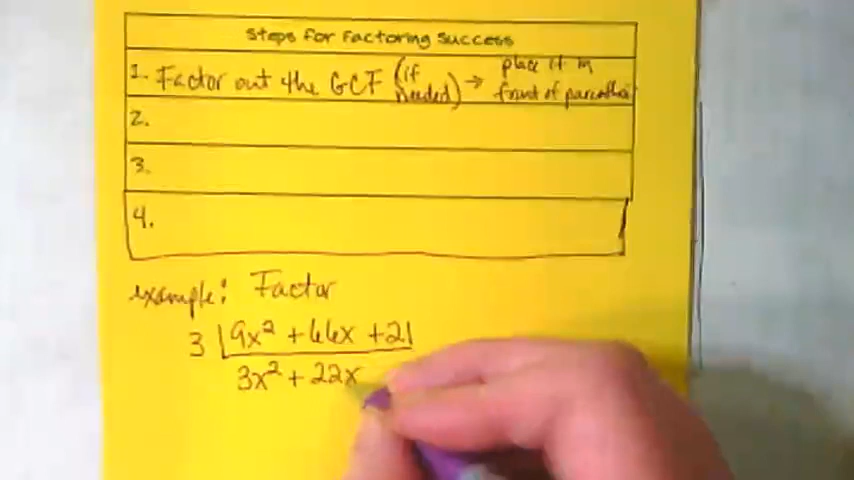 Steps for Factoring Success
1. Factor out the GCF (if needed) → place it in front of parenthesis
2.
3.
4.
example: Factor
3 9x² + 66x + 21
3x² + 22x